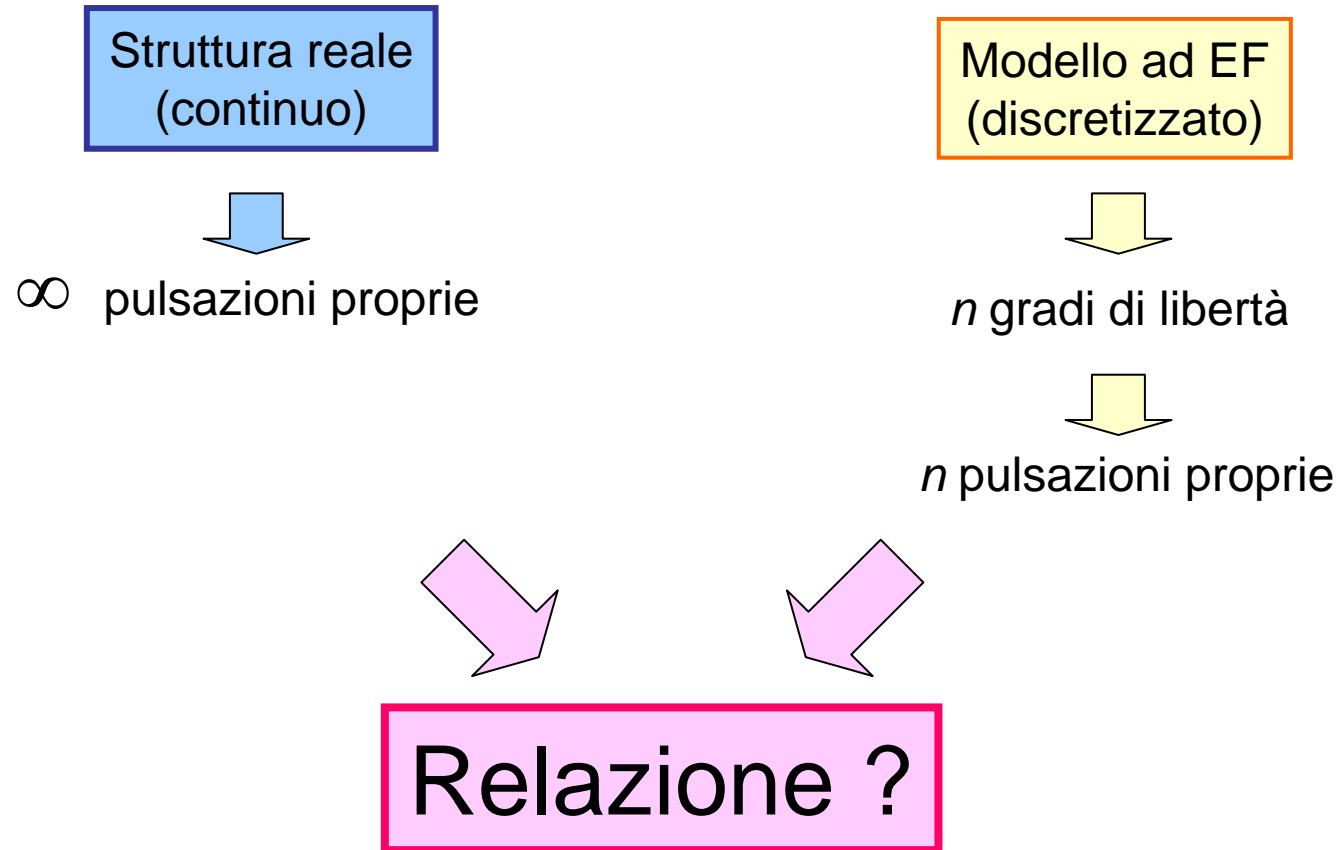 Struttura reale
(continuo)
∞ pulsazioni proprie
Modello ad EF
(discretizzato)
n gradi di libertà
n pulsazioni proprie
Relazione ?